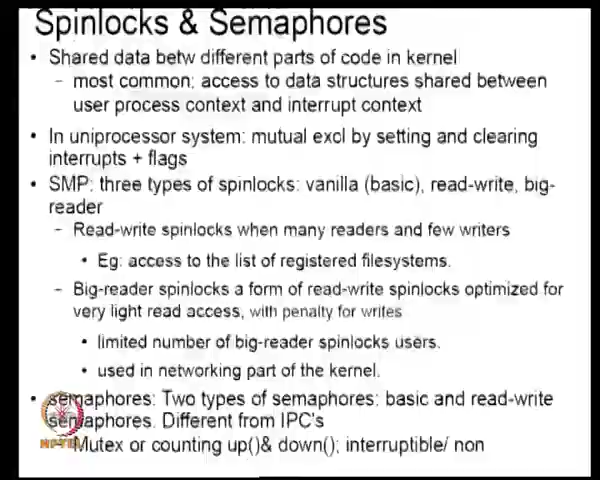 Spinlocks & Semaphores
• Shared data betw different parts of code in kernel
– most common: access to data structures shared between
user process context and interrupt context
• In uniprocessor system: mutual excl by setting and clearing
interrupts + flags
• SMP: three types of spinlocks: vanilla (basic), read-write, big-
reader
– Read-write spinlocks when many readers and few writers
• Eg: access to the list of registered filesystems.
– Big-reader spinlocks a form of read-write spinlocks optimized for
very light read access, with penalty for writes
• limited number of big-reader spinlocks users.
• used in networking part of the kernel.
• semaphores: Two types of semaphores: basic and read-write
semaphores. Different from IPC's
Mutex or counting up()& down(); interruptible/ non
NPTEL